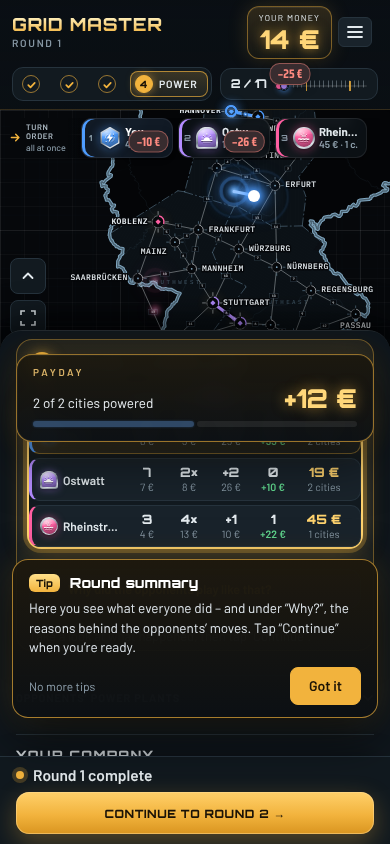 GRID MASTER
ROUND 1
YOUR MONEY
14 €
4 POWER
2 / 17
−25 €
→ TURN ORDER
all at once
1 You
−10 €
2
−26 €
3 Rhein...
45 € · 1 c.
ERFURT
KOBLENZ
FRANKFURT
MAINZ
WÜRZBURG
SAARBRÜCKEN
MANNHEIM
NÜRNBERG
REGENSBURG
STUTTGART
PASSAU
PAYDAY
2 of 2 cities powered
+12 €
Ostwatt
7
2x
+2
0
19 €
7 €
8 €
26 €
+10 €
2 cities
Rheinstr...
3
4x
+1
1
45 €
4 €
13 €
10 €
+22 €
1 cities
Tip Round summary
Here you see what everyone did – and under “Why?”, the
reasons behind the opponents’ moves. Tap “Continue”
when you’re ready.
No more tips
Got it
YOUR COMPANY
Round 1 complete
CONTINUE TO ROUND 2 →